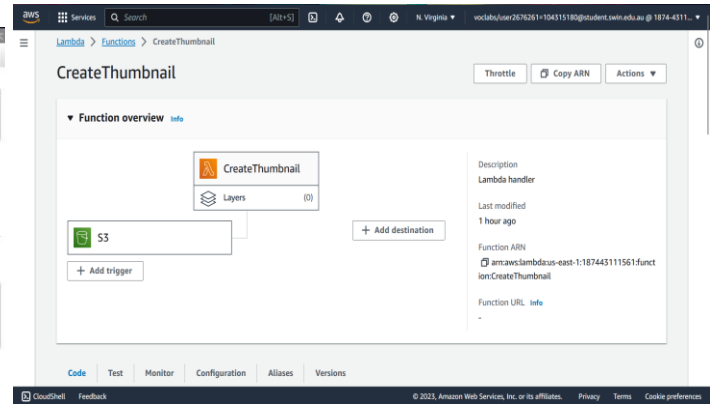 aws Services Search [Alt+S] N. Virginia ▼ voclabs/user2676261=104315180@student.swin.edu.au @ 1874-4311... ▼
Lambda > Functions > CreateThumbnail
CreateThumbnail
Throttle Copy ARN Actions ▼
▼ Function overview Info
CreateThumbnail
Layers (0)
S3
+ Add trigger
+ Add destination
Description
Lambda handler
Last modified
1 hour ago
Function ARN
arn:aws:lambda:us-east-1:187443111561:funct
ion:CreateThumbnail
Function URL Info
-
Code Test Monitor Configuration Aliases Versions
CloudShell Feedback © 2023, Amazon Web Services, Inc. or its affiliates. Privacy Terms Cookie preferences